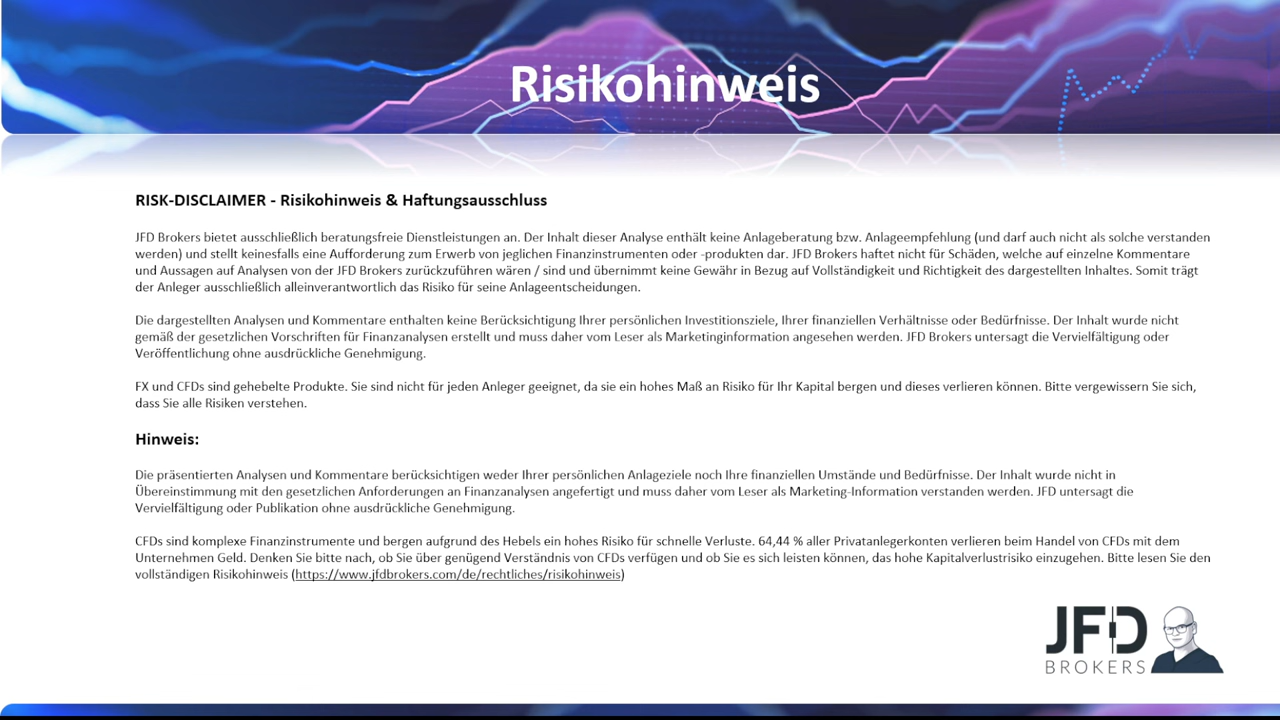 Risikohinweis
RISK-DISCLAIMER - Risikohinweis & Haftungsausschluss
JFD Brokers bietet ausschließlich beratungsfreie Dienstleistungen an. Der Inhalt dieser Analyse enthält keine Anlageberatung bzw. Anlageempfehlung (und darf auch nicht als solche verstanden
werden) und stellt keinesfalls eine Aufforderung zum Erwerb von jeglichen Finanzinstrumenten oder -produkten dar. JFD Brokers haftet nicht für Schäden, welche auf einzelne Kommentare
und Aussagen auf Analysen von der JFD Brokers zurückzuführen wären / sind und übernimmt keine Gewähr in Bezug auf Vollständigkeit und Richtigkeit des dargestellten Inhaltes. Somit trägt
der Anleger ausschließlich alleinverantwortlich das Risiko für seine Anlageentscheidungen.
Die dargestellten Analysen und Kommentare enthalten keine Berücksichtigung Ihrer persönlichen Investitionsziele, Ihrer finanziellen Verhältnisse oder Bedürfnisse. Der Inhalt wurde nicht
gemäß der gesetzlichen Vorschriften für Finanzanalysen erstellt und muss daher vom Leser als Marketinginformation angesehen werden. JFD Brokers untersagt die Vervielfältigung oder
Veröffentlichung ohne ausdrückliche Genehmigung.
FX und CFDs sind gehebelte Produkte. Sie sind nicht für jeden Anleger geeignet, da sie ein hohes Maß an Risiko für Ihr Kapital bergen und dieses verlieren können. Bitte vergewissern Sie sich,
dass Sie alle Risiken verstehen.
Hinweis:
Die präsentierten Analysen und Kommentare berücksichtigen weder Ihrer persönlichen Anlageziele noch Ihre finanziellen Umstände und Bedürfnisse. Der Inhalt wurde nicht in
Übereinstimmung mit den gesetzlichen Anforderungen an Finanzanalysen angefertigt und muss daher vom Leser als Marketing-Information verstanden werden. JFD untersagt die
Vervielfältigung oder Publikation ohne ausdrückliche Genehmigung.
CFDs sind komplexe Finanzinstrumente und bergen aufgrund des Hebels ein hohes Risiko für schnelle Verluste. 64,44 % aller Privatanlegerkonten verlieren beim Handel von CFDs mit dem
Unternehmen Geld. Denken Sie bitte nach, ob Sie über genügend Verständnis von CFDs verfügen und ob Sie es sich leisten können, das hohe Kapitalverlustrisiko einzugehen. Bitte lesen Sie den
vollständigen Risikohinweis (https://www.jfdbrokers.com/de/rechtliches/risikohinweis)
JFD
BROKERS